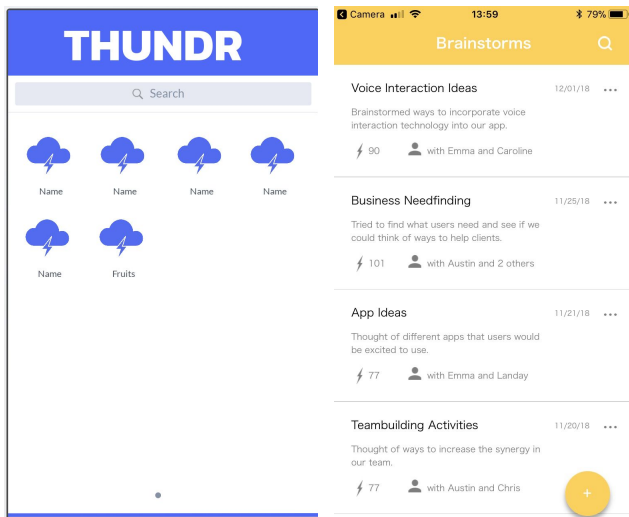 THUNDR
Search
Name Name Name Name
Name Fruits
Camera 13:59 79%
Brainstorms
Voice Interaction Ideas 12/01/18
Brainstormed ways to incorporate voice
interaction technology into our app.
90 with Emma and Caroline
Business Needfinding 11/25/18
Tried to find what users need and see if we
could think of ways to help clients.
101 with Austin and 2 others
App Ideas 11/21/18
Thought of different apps that users would
be excited to use.
77 with Emma and Landay
Teambuilding Activities 11/20/18
Thought of ways to increase the synergy in
our team.
77 with Austin and Chris
+